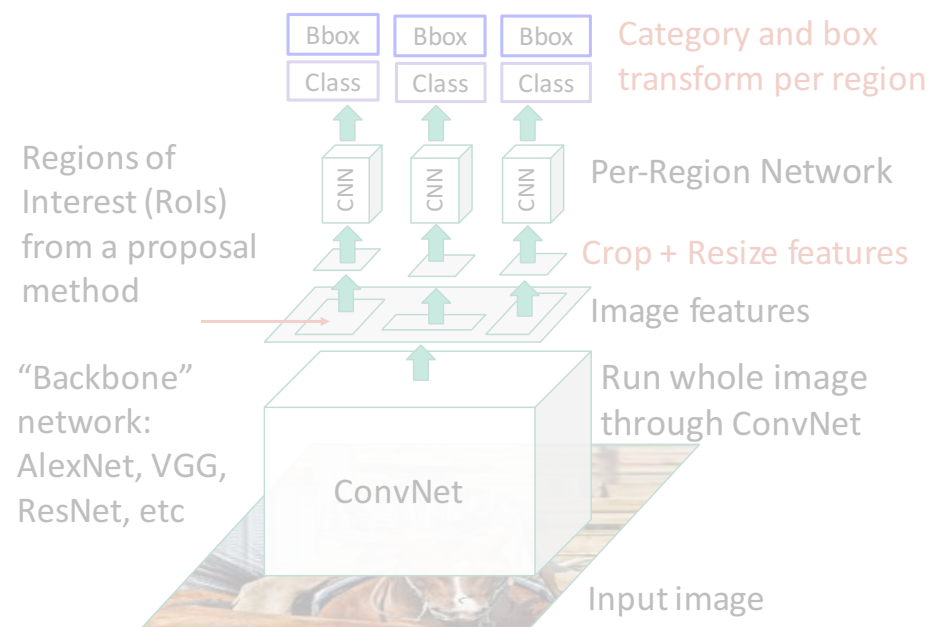 Bbox
Bbox
Bbox
Class
Class
Class
Category and box
transform per region
Regions of
Interest (RoIs)
from a proposal
method
CNN
CNN
CNN
Per-Region Network
Crop + Resize features
Image features
“Backbone”
network:
AlexNet, VGG,
ResNet, etc
Run whole image
through ConvNet
ConvNet
Input image